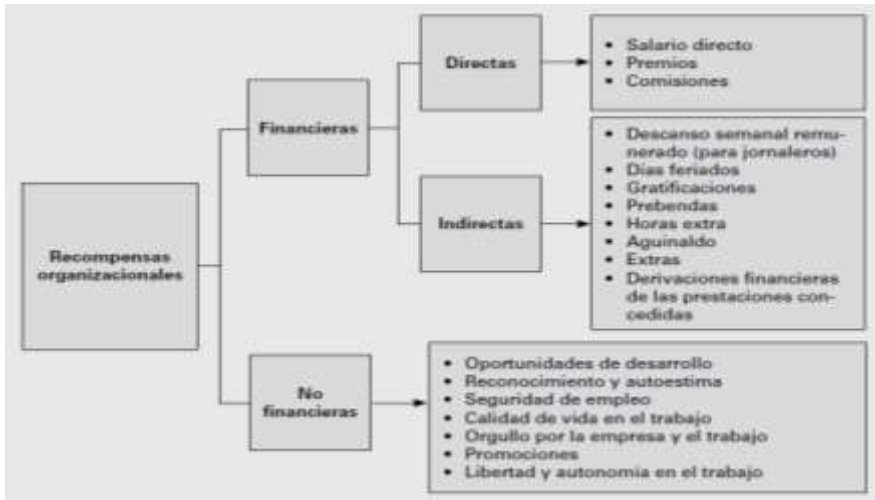 Recompensas
organizacionales
Financieras
Directas
• Salario directo
• Premios
• Comisiones
Indirectas
• Descanso semanal remu-
nerado (para jornaleros)
• Días feriados
• Gratificaciones
• Prebendas
• Horas extra
• Aguinaldo
• Extras
• Derivaciones financieras
de las prestaciones con-
cedidas
No
financieras
• Oportunidades de desarrollo
• Reconocimiento y autoestima
• Seguridad de empleo
• Calidad de vida en el trabajo
• Orgullo por la empresa y el trabajo
• Promociones
• Libertad y autonomía en el trabajo